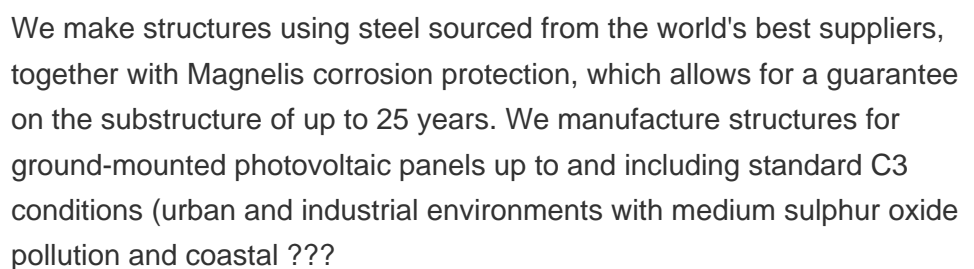 We make structures using steel sourced from the world's best suppliers,
together with Magnelis corrosion protection, which allows for a guarantee
on the substructure of up to 25 years. We manufacture structures for
ground-mounted photovoltaic panels up to and including standard C3
conditions (urban and industrial environments with medium sulphur oxide
pollution and coastal ???